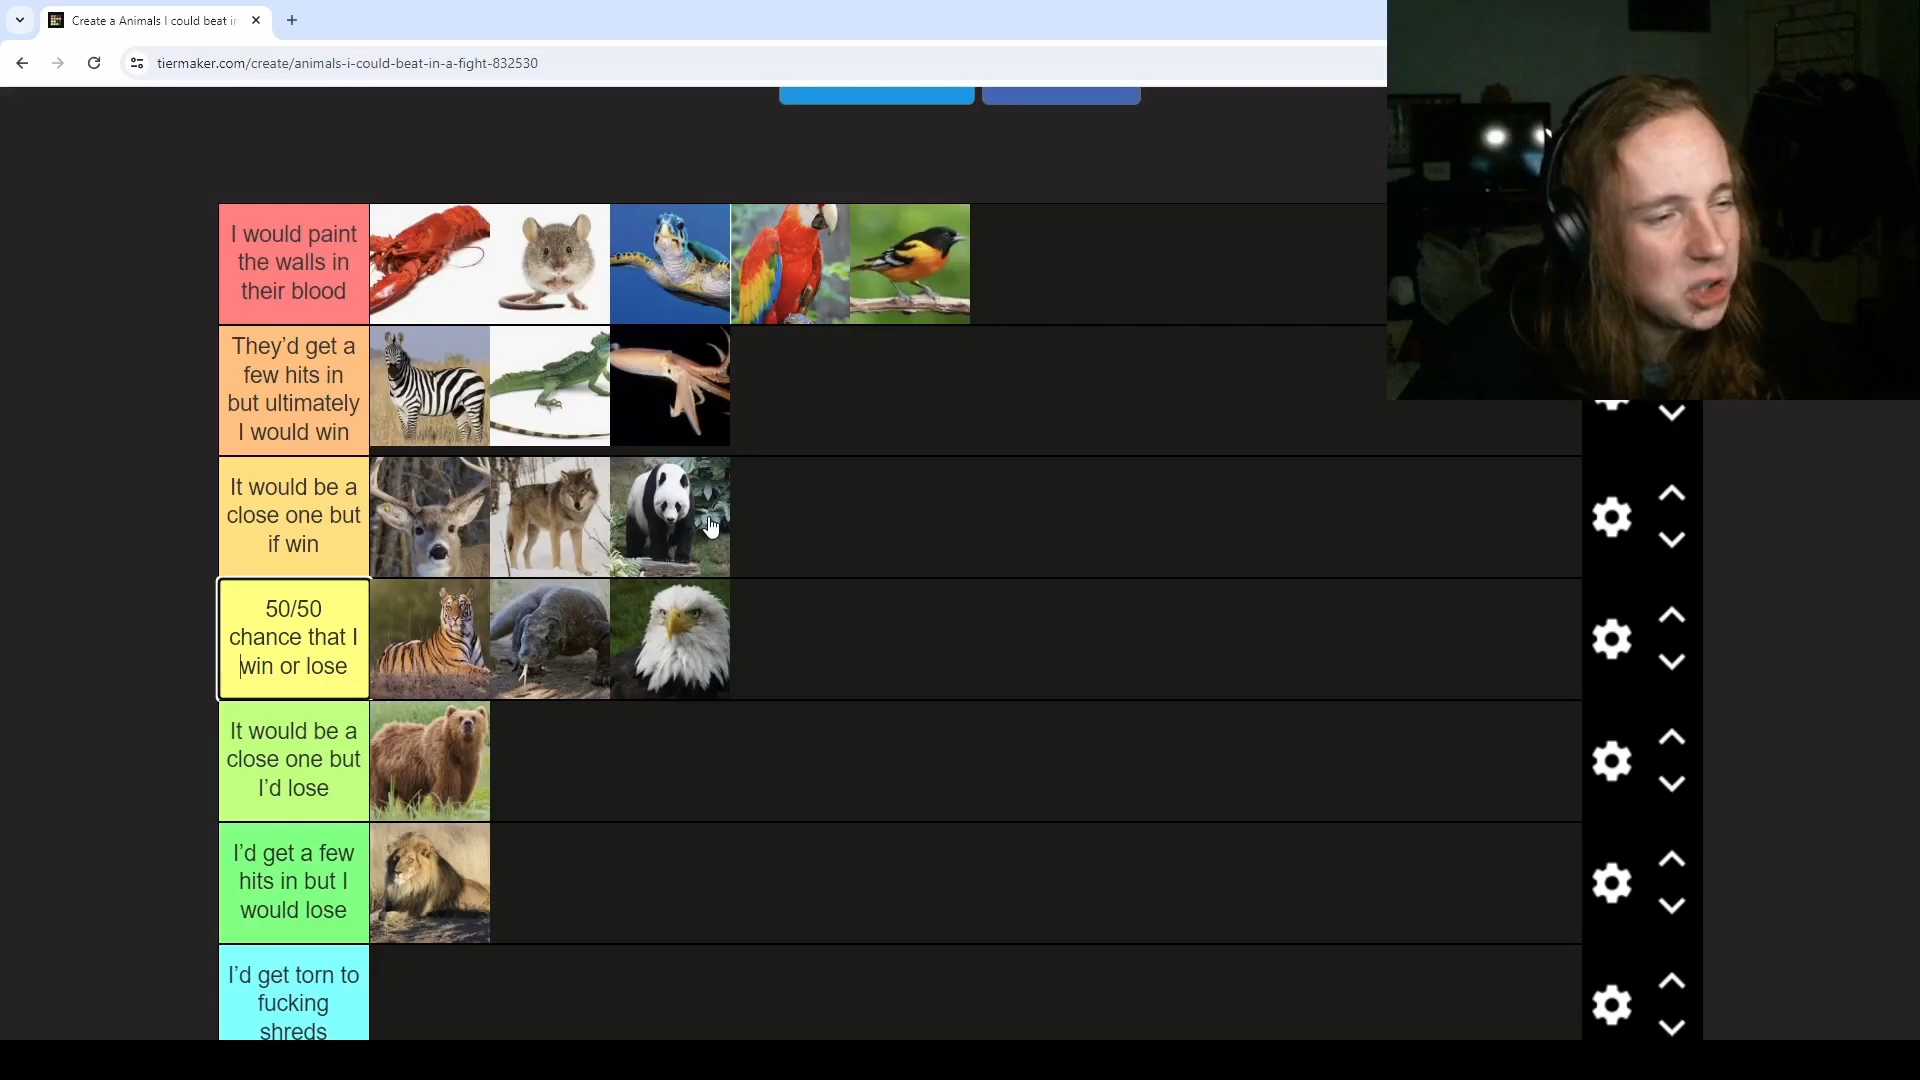 Create a Animals I could beat in
tiermaker.com/create/animals-i-could-beat-in-a-fight-832530
I would paint
the walls in
their blood
They’d get a
few hits in
but ultimately
I would win
It would be a
close one but
if win
50/50
chance that I
win or lose
It would be a
close one but
I’d lose
I’d get a few
hits in but I
would lose
I’d get torn to
fucking
shreds